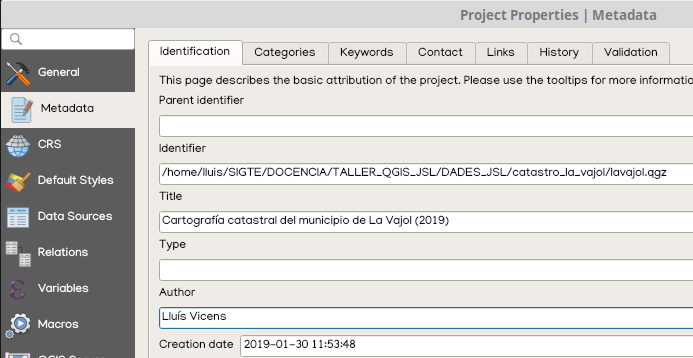 Project Properties | Metadata
General
Metadata
CRS
Default Styles
Data Sources
Relations
Variables
Macros
Identification Categories Keywords Contact Links History Validation
This page describes the basic attribution of the project. Please use the tooltips for more
Parent identifier
Identifier
/home/lluis/SIGTE/DOCENCIA/TALLER_QGIS_JSL/DADES_JSL/catastro_la_vajol/lavajol.qgz
Title
Cartografía catastral del municipio de La Vajol (2019)
Type
Author
Lluís Vicens
Creation date 2019-01-30 11:53:48